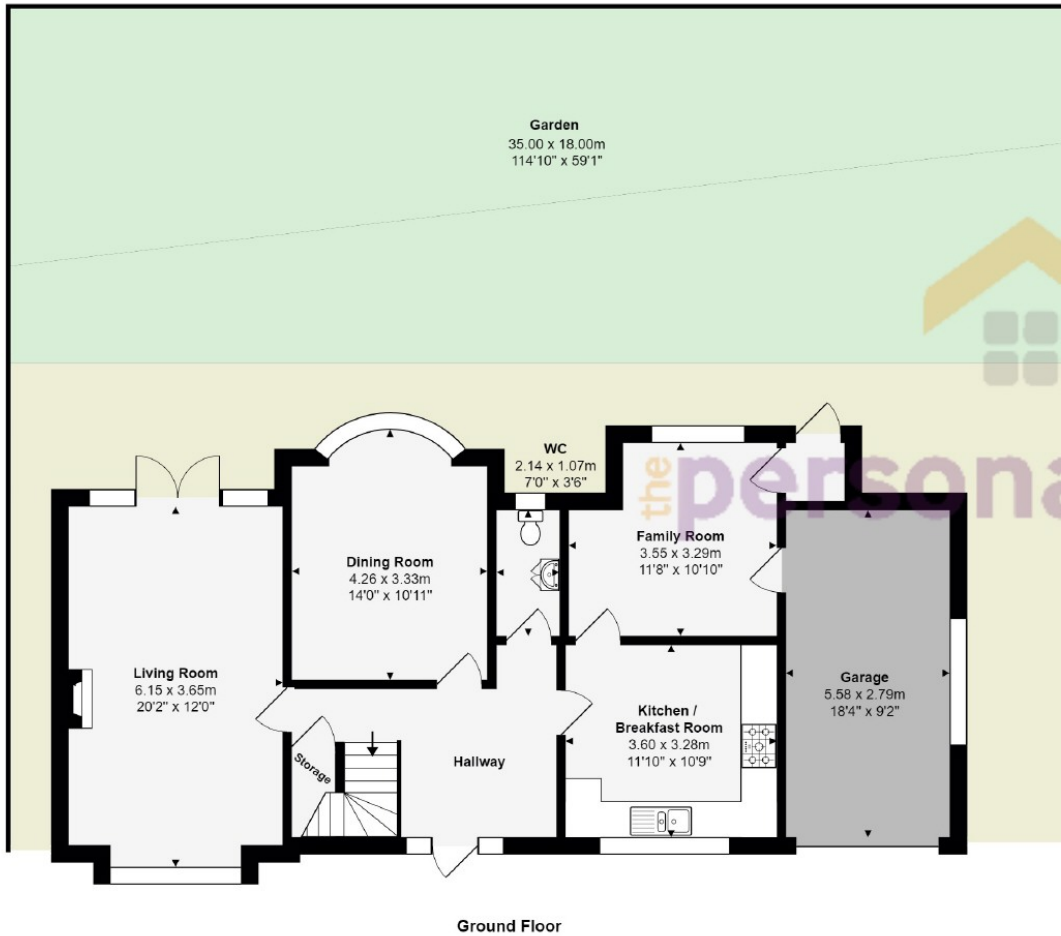 Garden
35.00 x 18.00m
114'10" x 59'1"
WC
2.14 x 1.07m
7'0" x 3'6"
the persona
Family Room
3.55 x 3.29m
11'8" x 10'10"
Dining Room
4.26 x 3.33m
14'0" x 10'11"
Living Room
6.15 x 3.65m
20'2" x 12'0"
Garage
5.58 x 2.79m
18'4" x 9'2"
Kitchen /
Breakfast Room
3.60 x 3.28m
11'10" x 10'9"
Hallway
Storage
Ground Floor